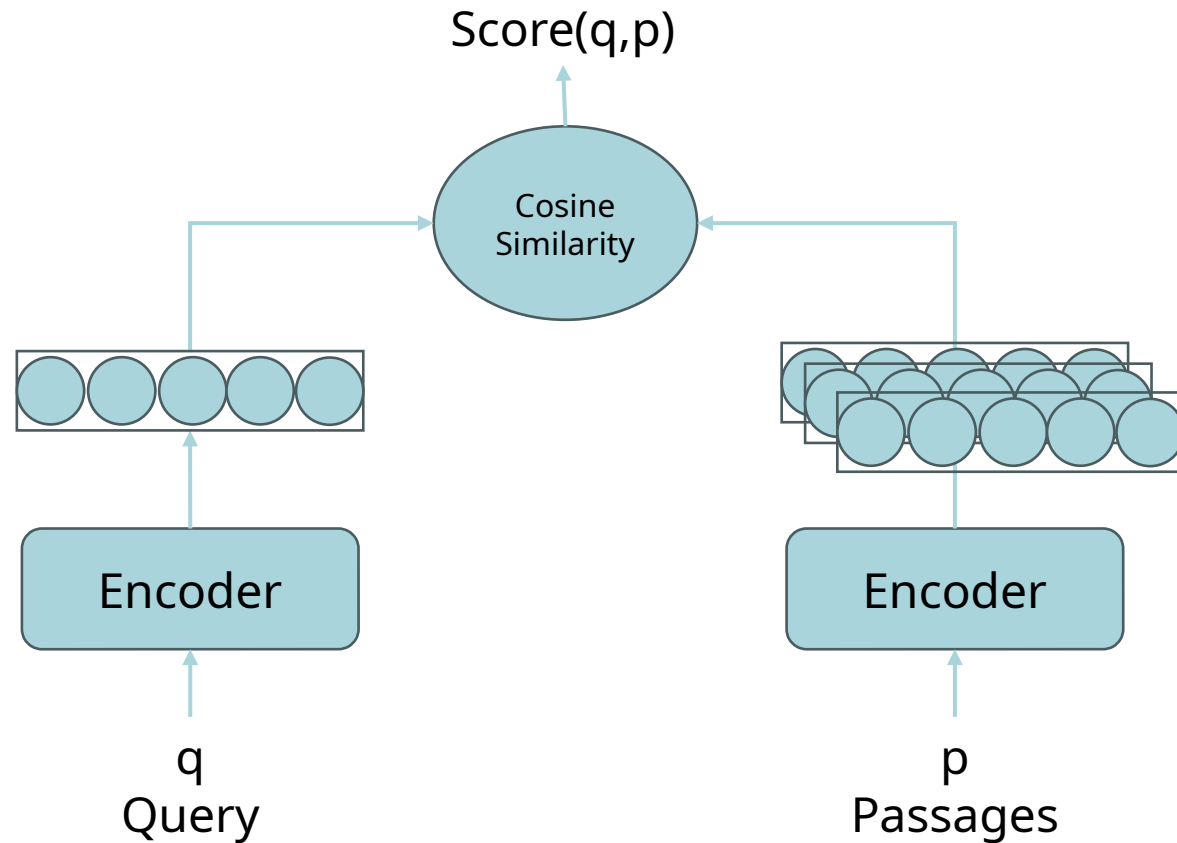 Score(q,p)
Cosine
Similarity
Encoder
Encoder
q
Query
p
Passages